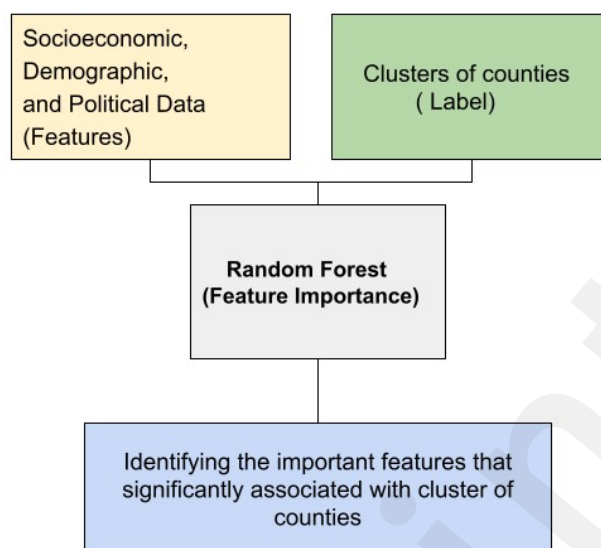 Socioeconomic,
Demographic,
and Political Data
(Features)
Clusters of counties
( Label)
Random Forest
(Feature Importance)
Identifying the important features that
significantly associated with cluster of
counties